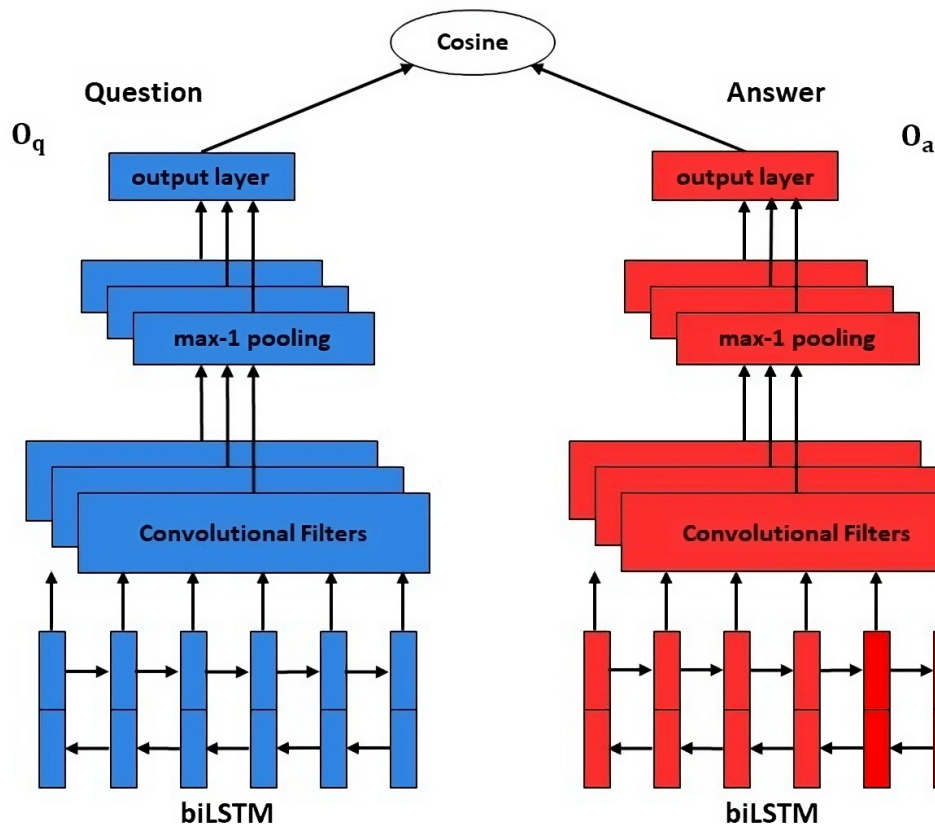 Cosine
Question
Answer
O_q
O_a
output layer
output layer
max-1 pooling
max-1 pooling
Convolutional Filters
Convolutional Filters
biLSTM
biLSTM